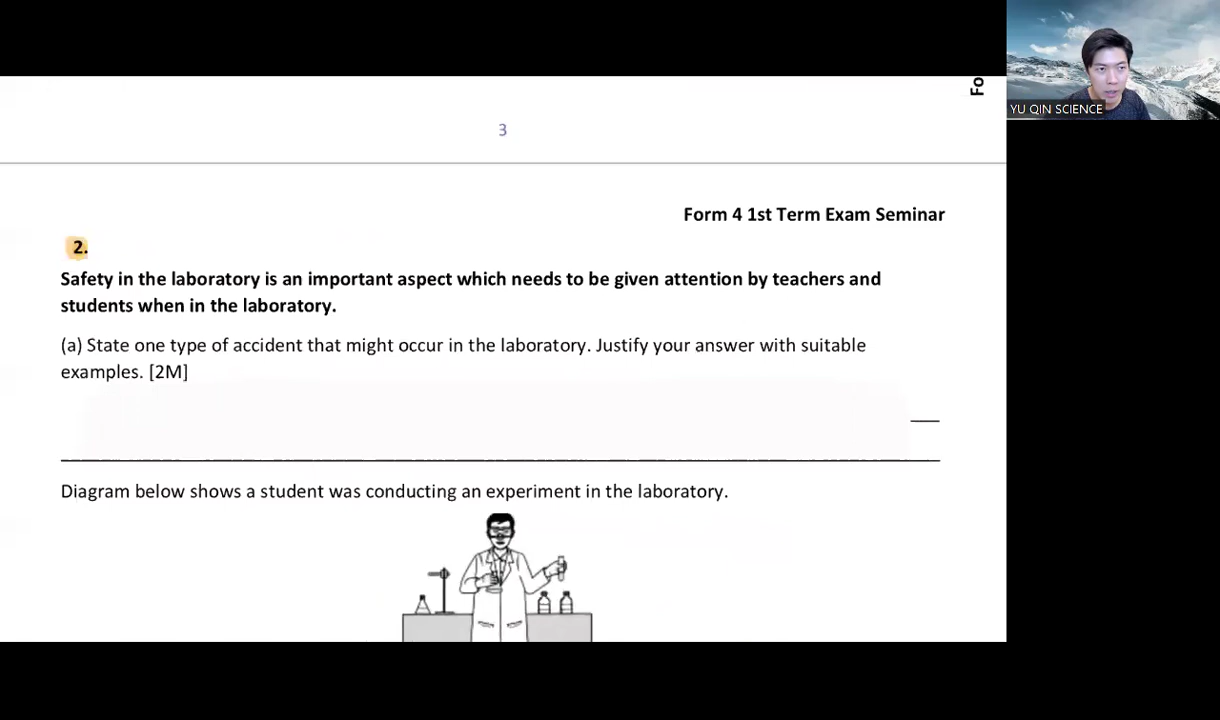 Fo
YU QIN SCIENCE
3
Form 4 1st Term Exam Seminar
2.
Safety in the laboratory is an important aspect which needs to be given attention by teachers and
students when in the laboratory.
(a) State one type of accident that might occur in the laboratory. Justify your answer with suitable
examples. [2M]
Diagram below shows a student was conducting an experiment in the laboratory.